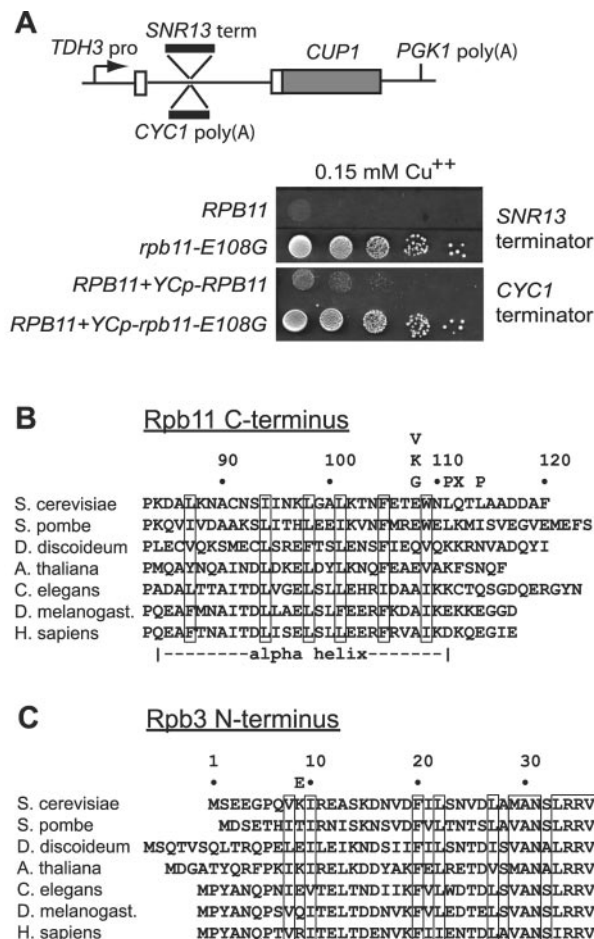 A
SNR13 term
TDH3 pro
CUP1
PGK1 poly(A)
CYC1 poly(A)
0.15 mM Cu++
RPB11
rpb11-E108G
SNR13 terminator
RPB11+YCp-RPB11
RPB11+YCp-rpb11-E108G
CYC1 terminator
B Rpb11 C-terminus
V
K
90 100 110 120
G PX P
S. cerevisiae PKDALKNACNSIINKLGALKTNFETEWNLQTLAADDAF
S. pombe PKQVIVDAAKSLITHLEEIKVNFMREWELKMISVEGVEMEFS
D. discoideum PLECVQKSMECLSREFTSLENSFIEQVQKKRNVADQYI
A. thaliana PMQAYNQAINDLDKELDYLKNQFEAEVAKFSNQF
C. elegans PADALTTAITDLVGELSLLEHRIDAAIKKCTQSGDQERGYN
D. melanogast. PQEAFMNAITDLLAELSLFEERFKDAIKEKKEGGD
H. sapiens PQEAFTNAITDLISELSLLEERFRVAIKDKQEGIE
|--------alpha helix-------|
C Rpb3 N-terminus
1 10 20 30
E
S. cerevisiae MSEEGPQVKIREASKDNVDFILSNVDLAMANSLRRV
S. pombe MDSETHITIRNISKNSVDFVLTNTSLAVANSLRRV
D. discoideum MSQTVSQLTRQPELEIEIKNDSIIFILSNTDISVANALRRV
A. thaliana MDGATYQRFPKIKIRELKDDYAKFELRETDVSMANALRRV
C. elegans MPYANQPNIEVTELTNDIIKFVLWDTDLSVANSLRRV
D. melanogast. MPYANQPSVQITELTDDNVKFVLEDTELSVANSLRRV
H. sapiens MPYANQPTVRITELTDENVKFIIENTDLAVANSIRRV